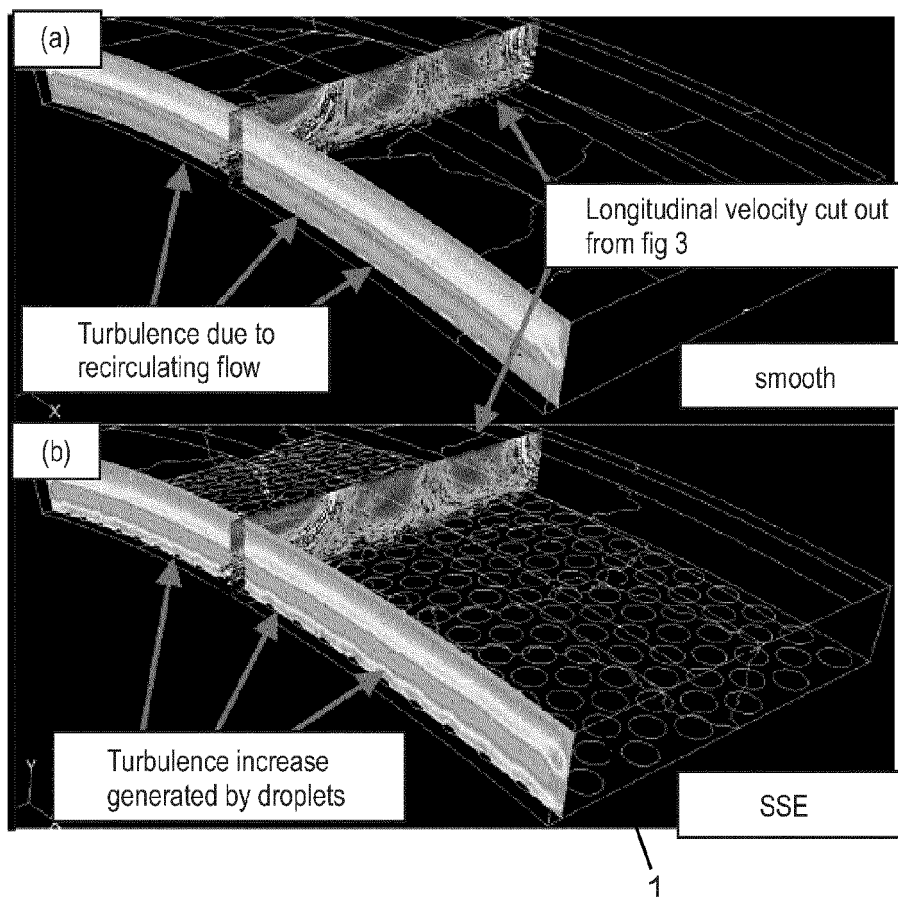 (a)
Longitudinal velocity cut out
from fig 3
Turbulence due to
recirculating flow
smooth
X
(b)
Turbulence increase
generated by droplets
Y
SSE
1